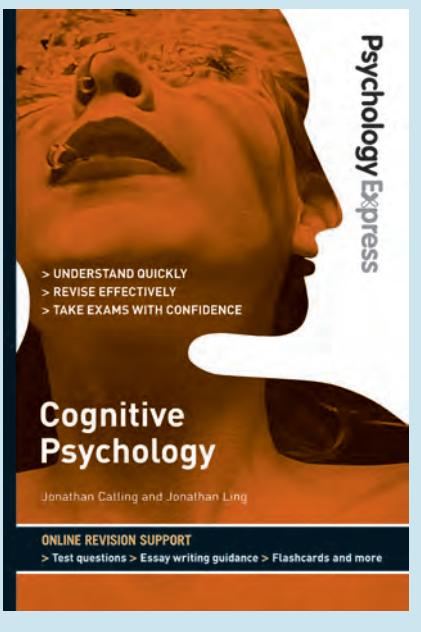 Psychology Express
> UNDERSTAND QUICKLY
> REVISE EFFECTIVELY
> TAKE EXAMS WITH CONFIDENCE
Cognitive
Psychology
Jonathan Catling and Jonathan Ling
ONLINE REVISION SUPPORT
> Test questions > Essay writing guidance > Flashcards and more